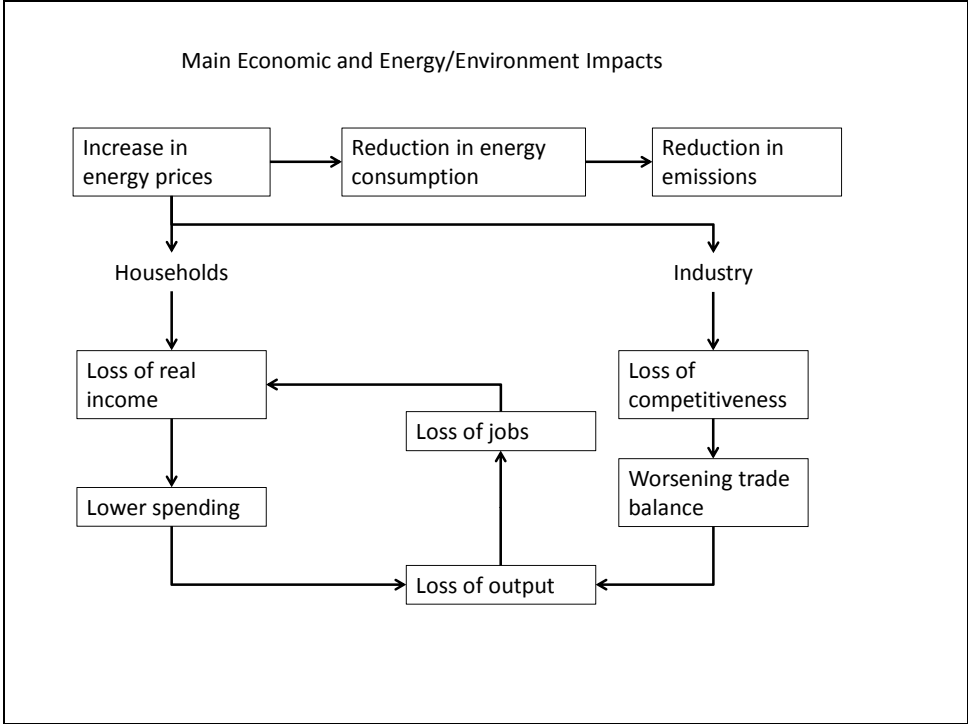 Main Economic and Energy/Environment Impacts
Increase in
energy prices
Reduction in energy
consumption
Reduction in
emissions
Households
Industry
Loss of real
income
Loss of
competitiveness
Loss of jobs
Worsening trade
balance
Lower spending
Loss of output